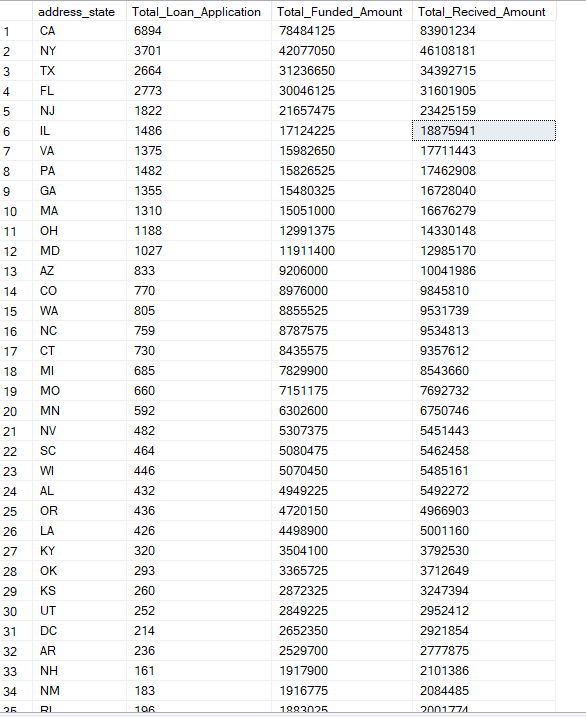 address_state Total_Loan_Application Total_Funded_Amount Total_Recived_Amount
1 CA 6894 78484125 83901234
2 NY 3701 42077050 46108181
3 TX 2664 31236650 34392715
4 FL 2773 30046125 31601905
5 NJ 1822 21657475 23425159
6 IL 1486 17124225 18875941
7 VA 1375 15982650 17711443
8 PA 1482 15826525 17462908
9 GA 1355 15480325 16728040
10 MA 1310 15051000 16676279
11 OH 1188 12991375 14330148
12 MD 1027 11911400 12985170
13 AZ 833 9206000 10041986
14 CO 770 8976000 9845810
15 WA 805 8855525 9531739
16 NC 759 8787575 9534813
17 CT 730 8435575 9357612
18 MI 685 7829900 8543660
19 MO 660 7151175 7692732
20 MN 592 6302600 6750746
21 NV 482 5307375 5451443
22 SC 464 5080475 5462458
23 WI 446 5070450 5485161
24 AL 432 4949225 5492272
25 OR 436 4720150 4966903
26 LA 426 4498900 5001160
27 KY 320 3504100 3792530
28 OK 293 3365725 3712649
29 KS 260 2872325 3247394
30 UT 252 2849225 2952412
31 DC 214 2652350 2921854
32 AR 236 2529700 2777875
33 NH 161 1917900 2101386
34 NM 183 1916775 2084485
35 RI 196 1883025 2001774